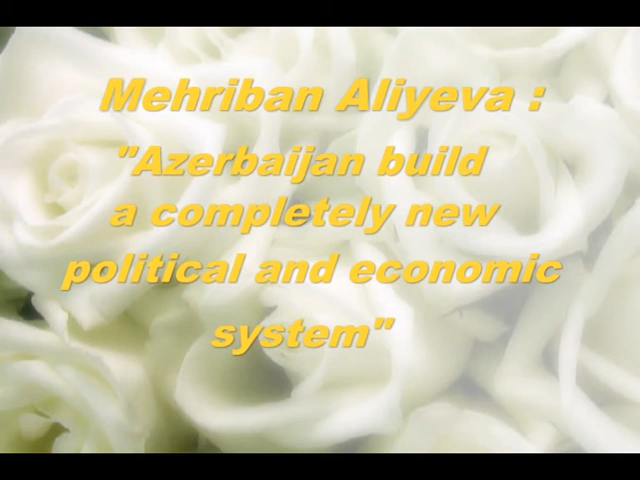 Mehriban Aliyeva :
"Azerbaijan build
a completely new
political and economic
system"